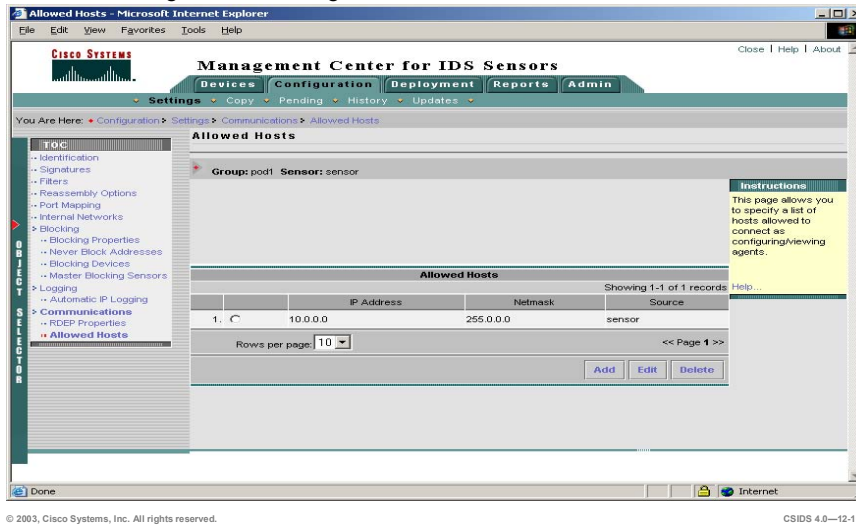 Allowed Hosts - Microsoft Internet Explorer
File Edit View Favorites Tools Help
CISCO SYSTEMS
Close | Help | About
Management Center for IDS Sensors
Devices Configuration Deployment Reports Admin
Settings Copy Pending History Updates
You Are Here: Configuration > Settings > Communications > Allowed Hosts
TOC
Identification
Signatures
Filters
Reassembly Options
Port Mapping
Internal Networks
> Blocking
Blocking Properties
Never Block Addresses
Blocking Devices
Master Blocking Sensors
> Logging
Automatic IP Logging
> Communications
RDEP Properties
Allowed Hosts
OBJECT SELECTOR
Allowed Hosts
Group: pod1 Sensor: sensor
Allowed Hosts
Showing 1-1 of 1 records
IP Address Netmask Source
1. 10.0.0.0 255.0.0.0 sensor
Rows per page: 10 << Page 1 >>
Add Edit Delete
Instructions
This page allows you
to specify a list of
hosts allowed to
connect as
configuring/viewing
agents.
Help...
Done Internet
© 2003, Cisco Systems, Inc. All rights reserved. CSIDS 4.0—12-1